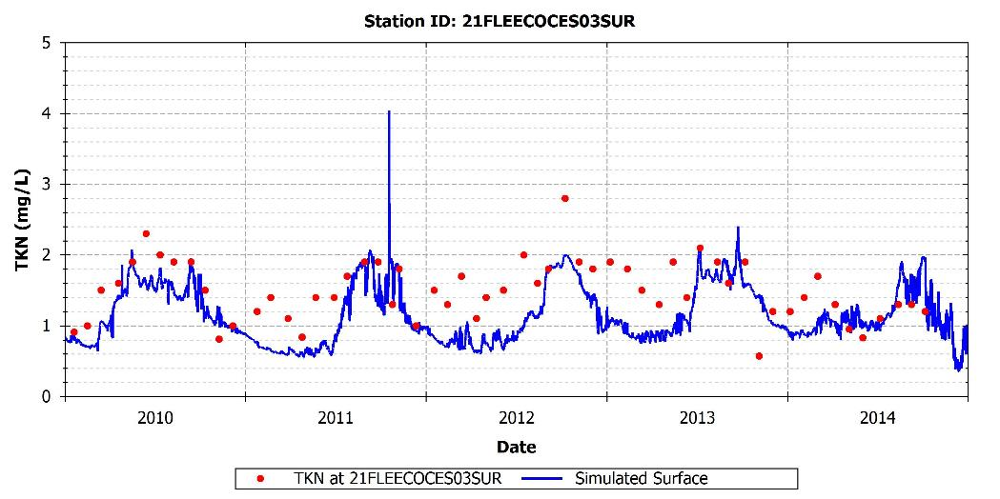 Station ID: 21FLEECOCES03SUR
5
4
3
2
1
0
TKN (mg/L)
2010 2011 2012 2013 2014
Date
TKN at 21FLEECOCES03SUR Simulated Surface